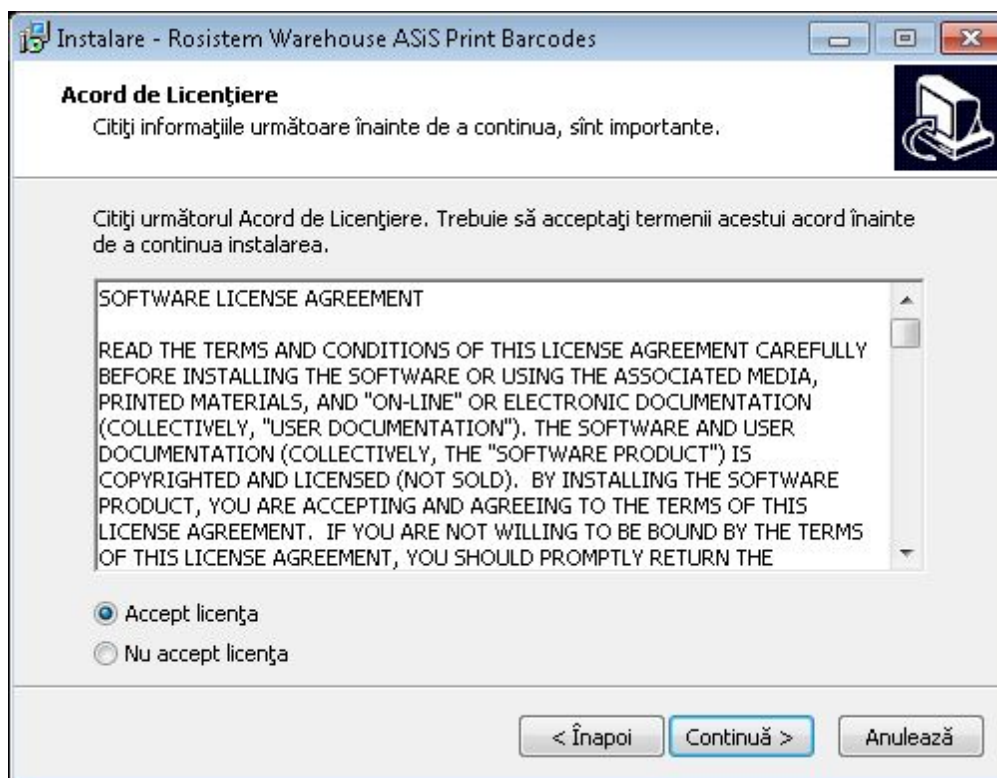 Instalare - Rosistem Warehouse ASiS Print Barcodes
Acord de Licenţiere
Citiţi informaţiile următoare înainte de a continua, sînt importante.
Citiţi următorul Acord de Licenţiere. Trebuie să acceptaţi termenii acestui acord înainte
de a continua instalarea.
SOFTWARE LICENSE AGREEMENT
READ THE TERMS AND CONDITIONS OF THIS LICENSE AGREEMENT CAREFULLY
BEFORE INSTALLING THE SOFTWARE OR USING THE ASSOCIATED MEDIA,
PRINTED MATERIALS, AND "ON-LINE" OR ELECTRONIC DOCUMENTATION
(COLLECTIVELY, "USER DOCUMENTATION"). THE SOFTWARE AND USER
DOCUMENTATION (COLLECTIVELY, THE "SOFTWARE PRODUCT") IS
COPYRIGHTED AND LICENSED (NOT SOLD).  BY INSTALLING THE SOFTWARE
PRODUCT, YOU ARE ACCEPTING AND AGREEING TO THE TERMS OF THIS
LICENSE AGREEMENT.  IF YOU ARE NOT WILLING TO BE BOUND BY THE TERMS
OF THIS LICENSE AGREEMENT, YOU SHOULD PROMPTLY RETURN THE
Accept licenţa
Nu accept licenţa
< Înapoi
Continuă >
Anulează